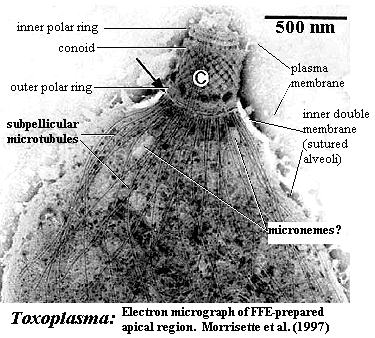 inner polar ring
conoid
outer polar ring
subpellicular
microtubules
500 nm
©
plasma
membrane
inner double
membrane
(sutured
alveoli)
micronemes?
Toxoplasma: Electron micrograph of FFE-prepared
apical region. Morrisette et al. (1997)